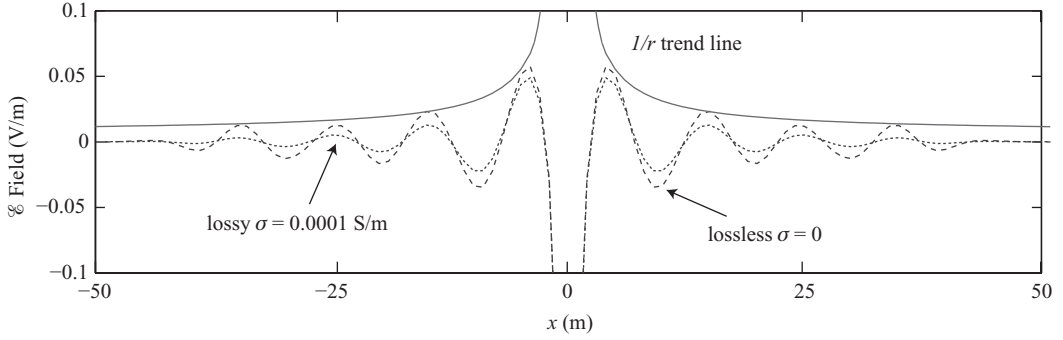 0.1
0.05
0
−0.05
−0.1
ℰ Field (V/m)
1/r trend line
lossy σ = 0.0001 S/m
lossless σ = 0
−50
−25
0
25
50
x (m)